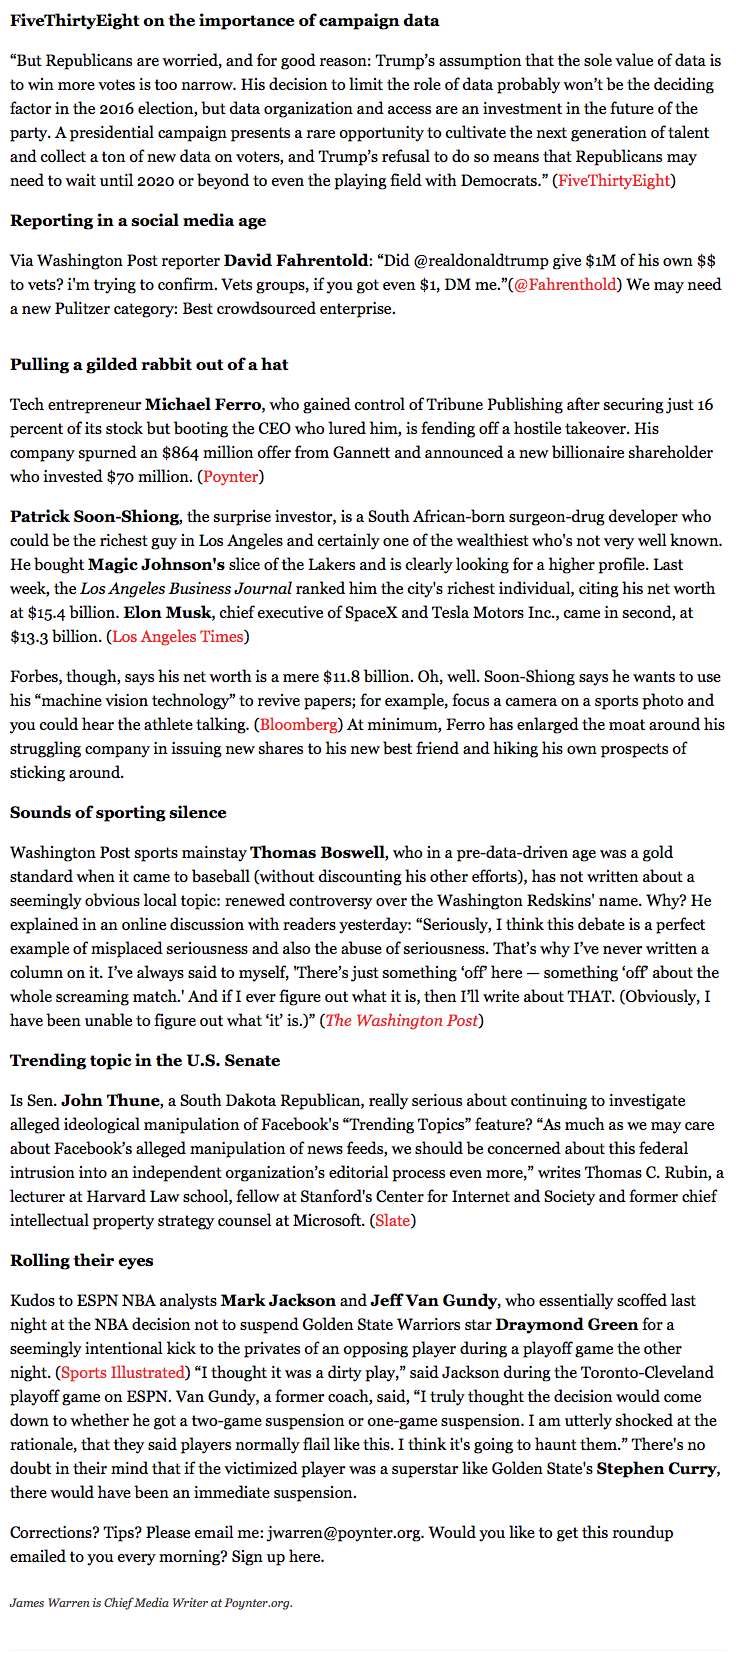 FiveThirtyEight on the importance of campaign data
“But Republicans are worried, and for good reason: Trump’s assumption that the sole value of data is
to win more votes is too narrow. His decision to limit the role of data probably won’t be the deciding
factor in the 2016 election, but data organization and access are an investment in the future of the
party. A presidential campaign presents a rare opportunity to cultivate the next generation of talent
and collect a ton of new data on voters, and Trump’s refusal to do so means that Republicans may
need to wait until 2020 or beyond to even the playing field with Democrats.” (FiveThirtyEight)
Reporting in a social media age
Via Washington Post reporter David Fahrentold: “Did @realdonaldtrump give $1M of his own $$
to vets? i'm trying to confirm. Vets groups, if you got even $1, DM me.”(@Fahrenthold) We may need
a new Pulitzer category: Best crowdsourced enterprise.
Pulling a gilded rabbit out of a hat
Tech entrepreneur Michael Ferro, who gained control of Tribune Publishing after securing just 16
percent of its stock but booting the CEO who lured him, is fending off a hostile takeover. His
company spurned an $864 million offer from Gannett and announced a new billionaire shareholder
who invested $70 million. (Poynter)
Patrick Soon-Shiong, the surprise investor, is a South African-born surgeon-drug developer who
could be the richest guy in Los Angeles and certainly one of the wealthiest who's not very well known.
He bought Magic Johnson's slice of the Lakers and is clearly looking for a higher profile. Last
week, the Los Angeles Business Journal ranked him the city's richest individual, citing his net worth
at $15.4 billion. Elon Musk, chief executive of SpaceX and Tesla Motors Inc., came in second, at
$13.3 billion. (Los Angeles Times)
Forbes, though, says his net worth is a mere $11.8 billion. Oh, well. Soon-Shiong says he wants to use
his “machine vision technology” to revive papers; for example, focus a camera on a sports photo and
you could hear the athlete talking. (Bloomberg) At minimum, Ferro has enlarged the moat around his
struggling company in issuing new shares to his new best friend and hiking his own prospects of
sticking around.
Sounds of sporting silence
Washington Post sports mainstay Thomas Boswell, who in a pre-data-driven age was a gold
standard when it came to baseball (without discounting his other efforts), has not written about a
seemingly obvious local topic: renewed controversy over the Washington Redskins' name. Why? He
explained in an online discussion with readers yesterday: “Seriously, I think this debate is a perfect
example of misplaced seriousness and also the abuse of seriousness. That’s why I’ve never written a
column on it. I’ve always said to myself, 'There’s just something ‘off’ here — something ‘off’ about the
whole screaming match.' And if I ever figure out what it is, then I’ll write about THAT. (Obviously, I
have been unable to figure out what ‘it’ is.)” (The Washington Post)
Trending topic in the U.S. Senate
Is Sen. John Thune, a South Dakota Republican, really serious about continuing to investigate
alleged ideological manipulation of Facebook's “Trending Topics” feature? “As much as we may care
about Facebook’s alleged manipulation of news feeds, we should be concerned about this federal
intrusion into an independent organization’s editorial process even more,” writes Thomas C. Rubin, a
lecturer at Harvard Law school, fellow at Stanford's Center for Internet and Society and former chief
intellectual property strategy counsel at Microsoft. (Slate)
Rolling their eyes
Kudos to ESPN NBA analysts Mark Jackson and Jeff Van Gundy, who essentially scoffed last
night at the NBA decision not to suspend Golden State Warriors star Draymond Green for a
seemingly intentional kick to the privates of an opposing player during a playoff game the other
night. (Sports Illustrated) “I thought it was a dirty play,” said Jackson during the Toronto-Cleveland
playoff game on ESPN. Van Gundy, a former coach, said, “I truly thought the decision would come
down to whether he got a two-game suspension or one-game suspension. I am utterly shocked at the
rationale, that they said players normally flail like this. I think it's going to haunt them.” There's no
doubt in their mind that if the victimized player was a superstar like Golden State's Stephen Curry,
there would have been an immediate suspension.
Corrections? Tips? Please email me: jwarren@poynter.org. Would you like to get this roundup
emailed to you every morning? Sign up here.
James Warren is Chief Media Writer at Poynter.org.